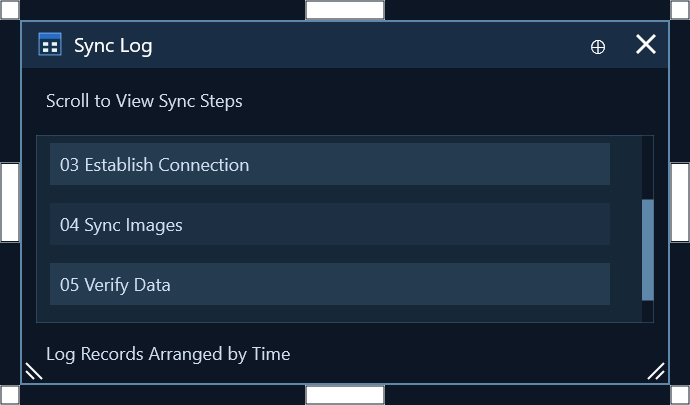 Sync Log
Scroll to View Sync Steps
03 Establish Connection
04 Sync Images
05 Verify Data
Log Records Arranged by Time